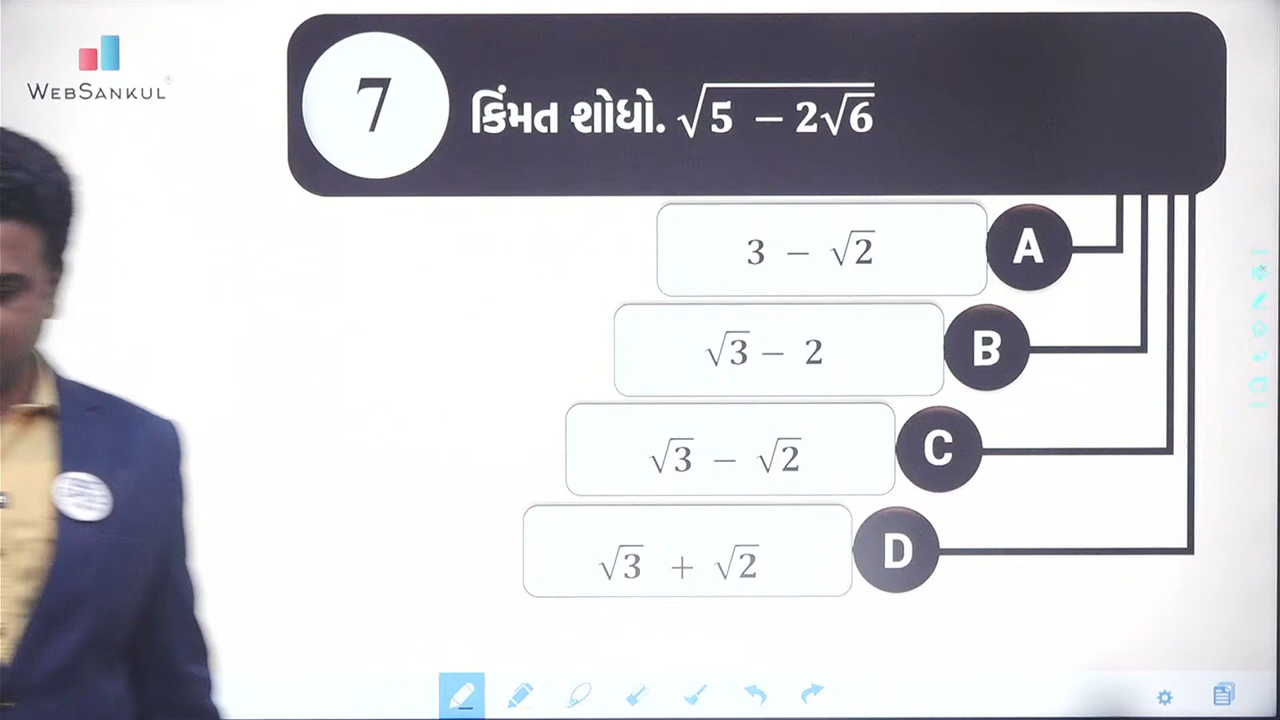 WEBSANKUL®
7
કિંમત શોધો. √(5 − 2√6)
3 − √2
A
√3 − 2
B
√3 − √2
C
√3 + √2
D